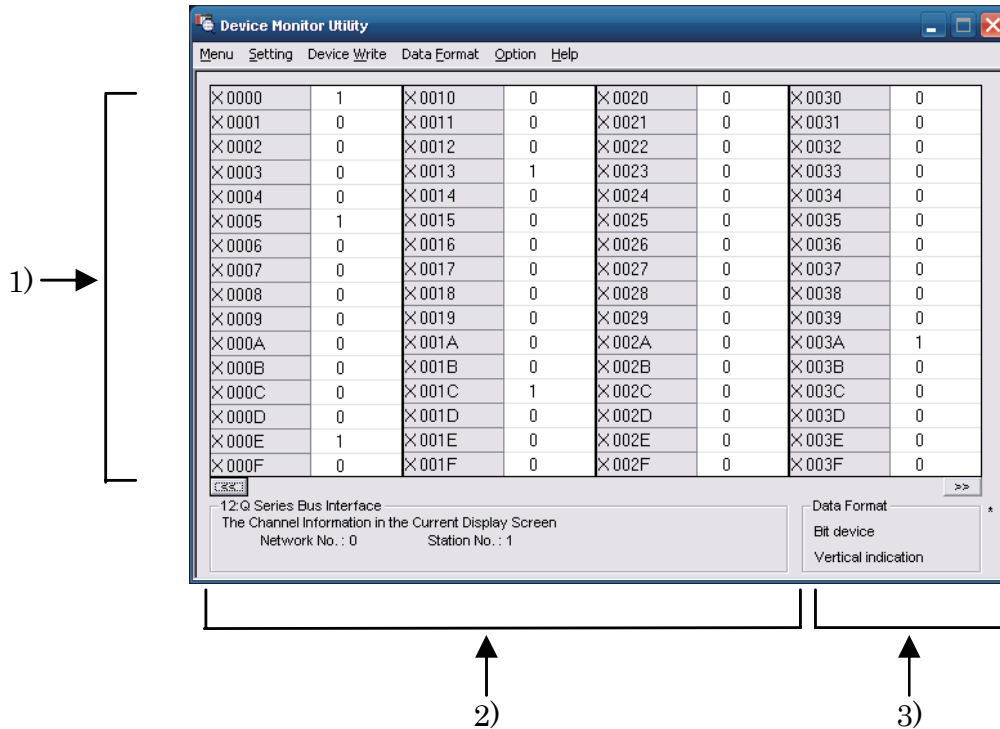 Device Monitor Utility
Menu Setting Device Write Data Format Option Help
X0000 1 X0010 0 X0020 0 X0030 0
X0001 0 X0011 0 X0021 0 X0031 0
X0002 0 X0012 0 X0022 0 X0032 0
X0003 0 X0013 1 X0023 0 X0033 0
X0004 0 X0014 0 X0024 0 X0034 0
X0005 1 X0015 0 X0025 0 X0035 0
X0006 0 X0016 0 X0026 0 X0036 0
X0007 0 X0017 0 X0027 0 X0037 0
1)
X0008 0 X0018 0 X0028 0 X0038 0
X0009 0 X0019 0 X0029 0 X0039 0
X000A 0 X001A 0 X002A 0 X003A 1
X000B 0 X001B 0 X002B 0 X003B 0
X000C 0 X001C 1 X002C 0 X003C 0
X000D 0 X001D 0 X002D 0 X003D 0
X000E 1 X001E 0 X002E 0 X003E 0
X000F 0 X001F 0 X002F 0 X003F 0
<< >>
12:Q Series Bus Interface
The Channel Information in the Current Display Screen
Network No. : 0 Station No. : 1
Data Format *
Bit device
Vertical indication
2) 3)